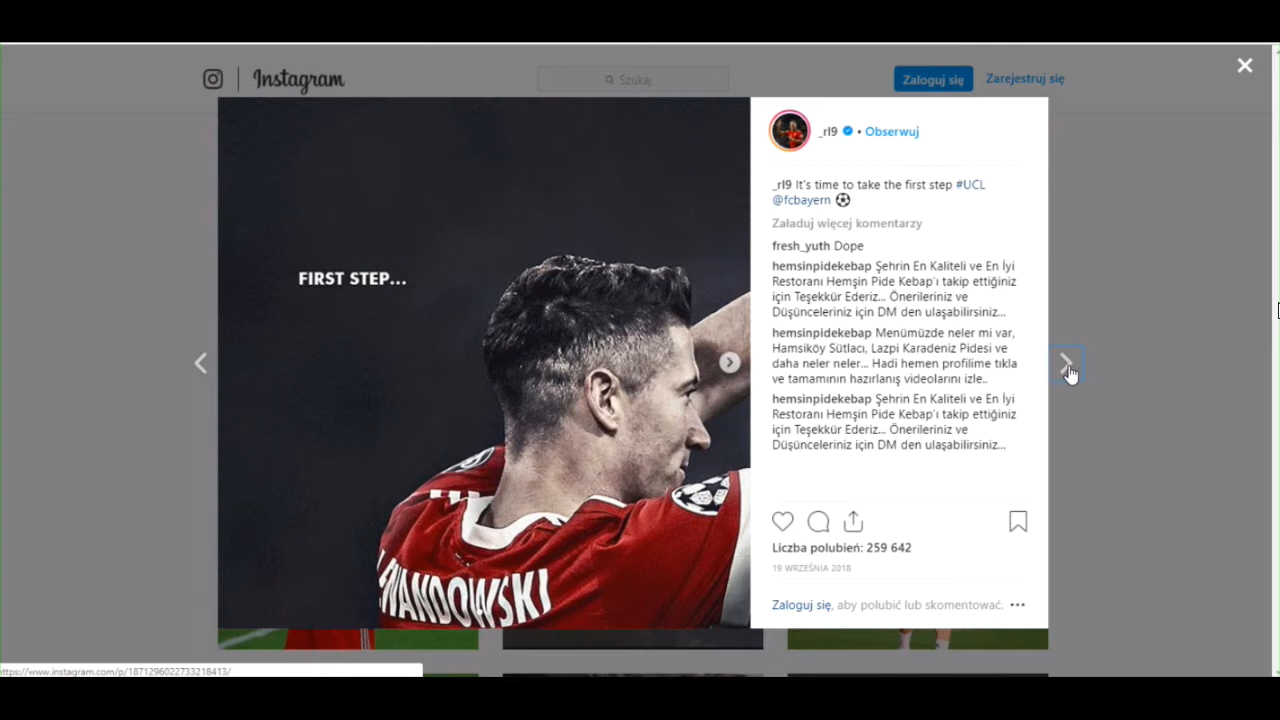 Instagram
Szukaj
Zaloguj się
Zarejestruj się
FIRST STEP...
_rl9 • Obserwuj
_rl9 It's time to take the first step #UCL
@fcbayern
Załaduj więcej komentarzy
fresh_yuth Dope
hemsinpidekebap Şehrin En Kaliteli ve En İyi
Restoranı Hemşin Pide Kebap'ı takip ettiğiniz
için Teşekkür Ederiz... Önerileriniz ve
Düşünceleriniz için DM den ulaşabilirsiniz...
hemsinpidekebap Menümüzde neler mi var,
Hamsiköy Sütlacı, Lazpi Karadeniz Pidesi ve
daha neler neler... Hadi hemen profilime tıkla
ve tamamının hazırlanış videolarını izle..
hemsinpidekebap Şehrin En Kaliteli ve En İyi
Restoranı Hemşin Pide Kebap'ı takip ettiğiniz
için Teşekkür Ederiz... Önerileriniz ve
Düşünceleriniz için DM den ulaşabilirsiniz...
Liczba polubień: 259 642
19 WRZEŚNIA 2018
Zaloguj się, aby polubić lub skomentować.
EWANDOWSKI
https://www.instagram.com/p/1871296022733218413/